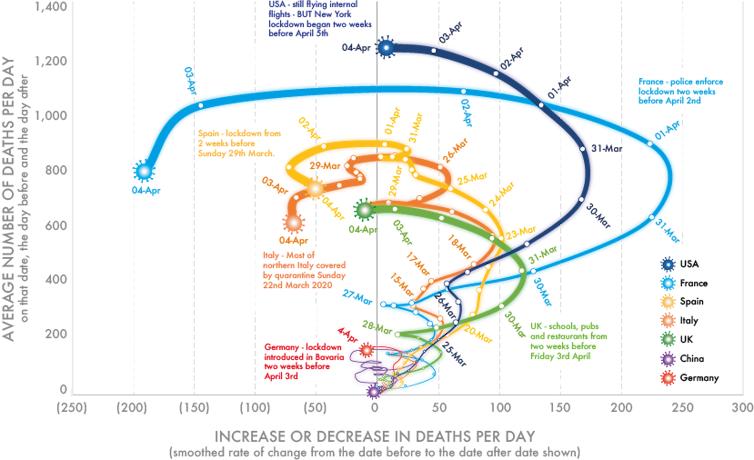 USA - still flying internal
flights - BUT New York
lockdown began two weeks
before April 5th
1,400
1,200
1,000
800
600
400
200
0
AVERAGE NUMBER OF DEATHS PER DAY
on that date, the day before and the day after
04-Apr
03-Apr
02-Apr
01-Apr
31-Mar
30-Mar
26-Mar
25-Mar
France - police enforce
lockdown two weeks
before April 2nd
03-Apr
02-Apr
01-Apr
31-Mar
30-Mar
27-Mar
04-Apr
Spain - lockdown from
2 weeks before
Sunday 29th March.
02-Apr
01-Apr
31-Mar
04-Apr
25-Mar
24-Mar
23-Mar
20-Mar
29-Mar
26-Mar
29-Mar
03-Apr
04-Apr
18-Mar
17-Mar
15-Mar
Italy - Most of
northern Italy covered
by quarantine Sunday
22nd March 2020
04-Apr
03-Apr
31-Mar
30-Mar
28-Mar
UK - schools, pubs
and restaurants from
two weeks before
Friday 3rd April
4-Apr
Germany - lockdown
introduced in Bavaria
two weeks before
April 3rd
USA
France
Spain
Italy
UK
China
Germany
(250) (200) (150) (100) (50) 0 50 100 150 200 250 300
INCREASE OR DECREASE IN DEATHS PER DAY
(smoothed rate of change from the date before to the date after date shown)